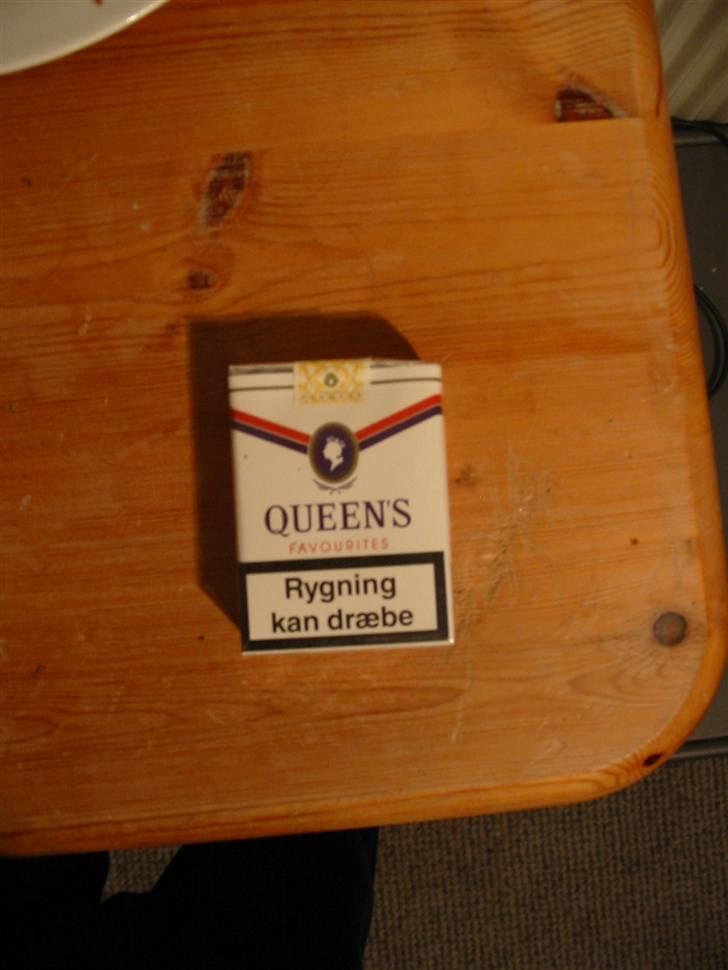 QUEEN'S
FAVOURITES
Rygning
kan dræbe